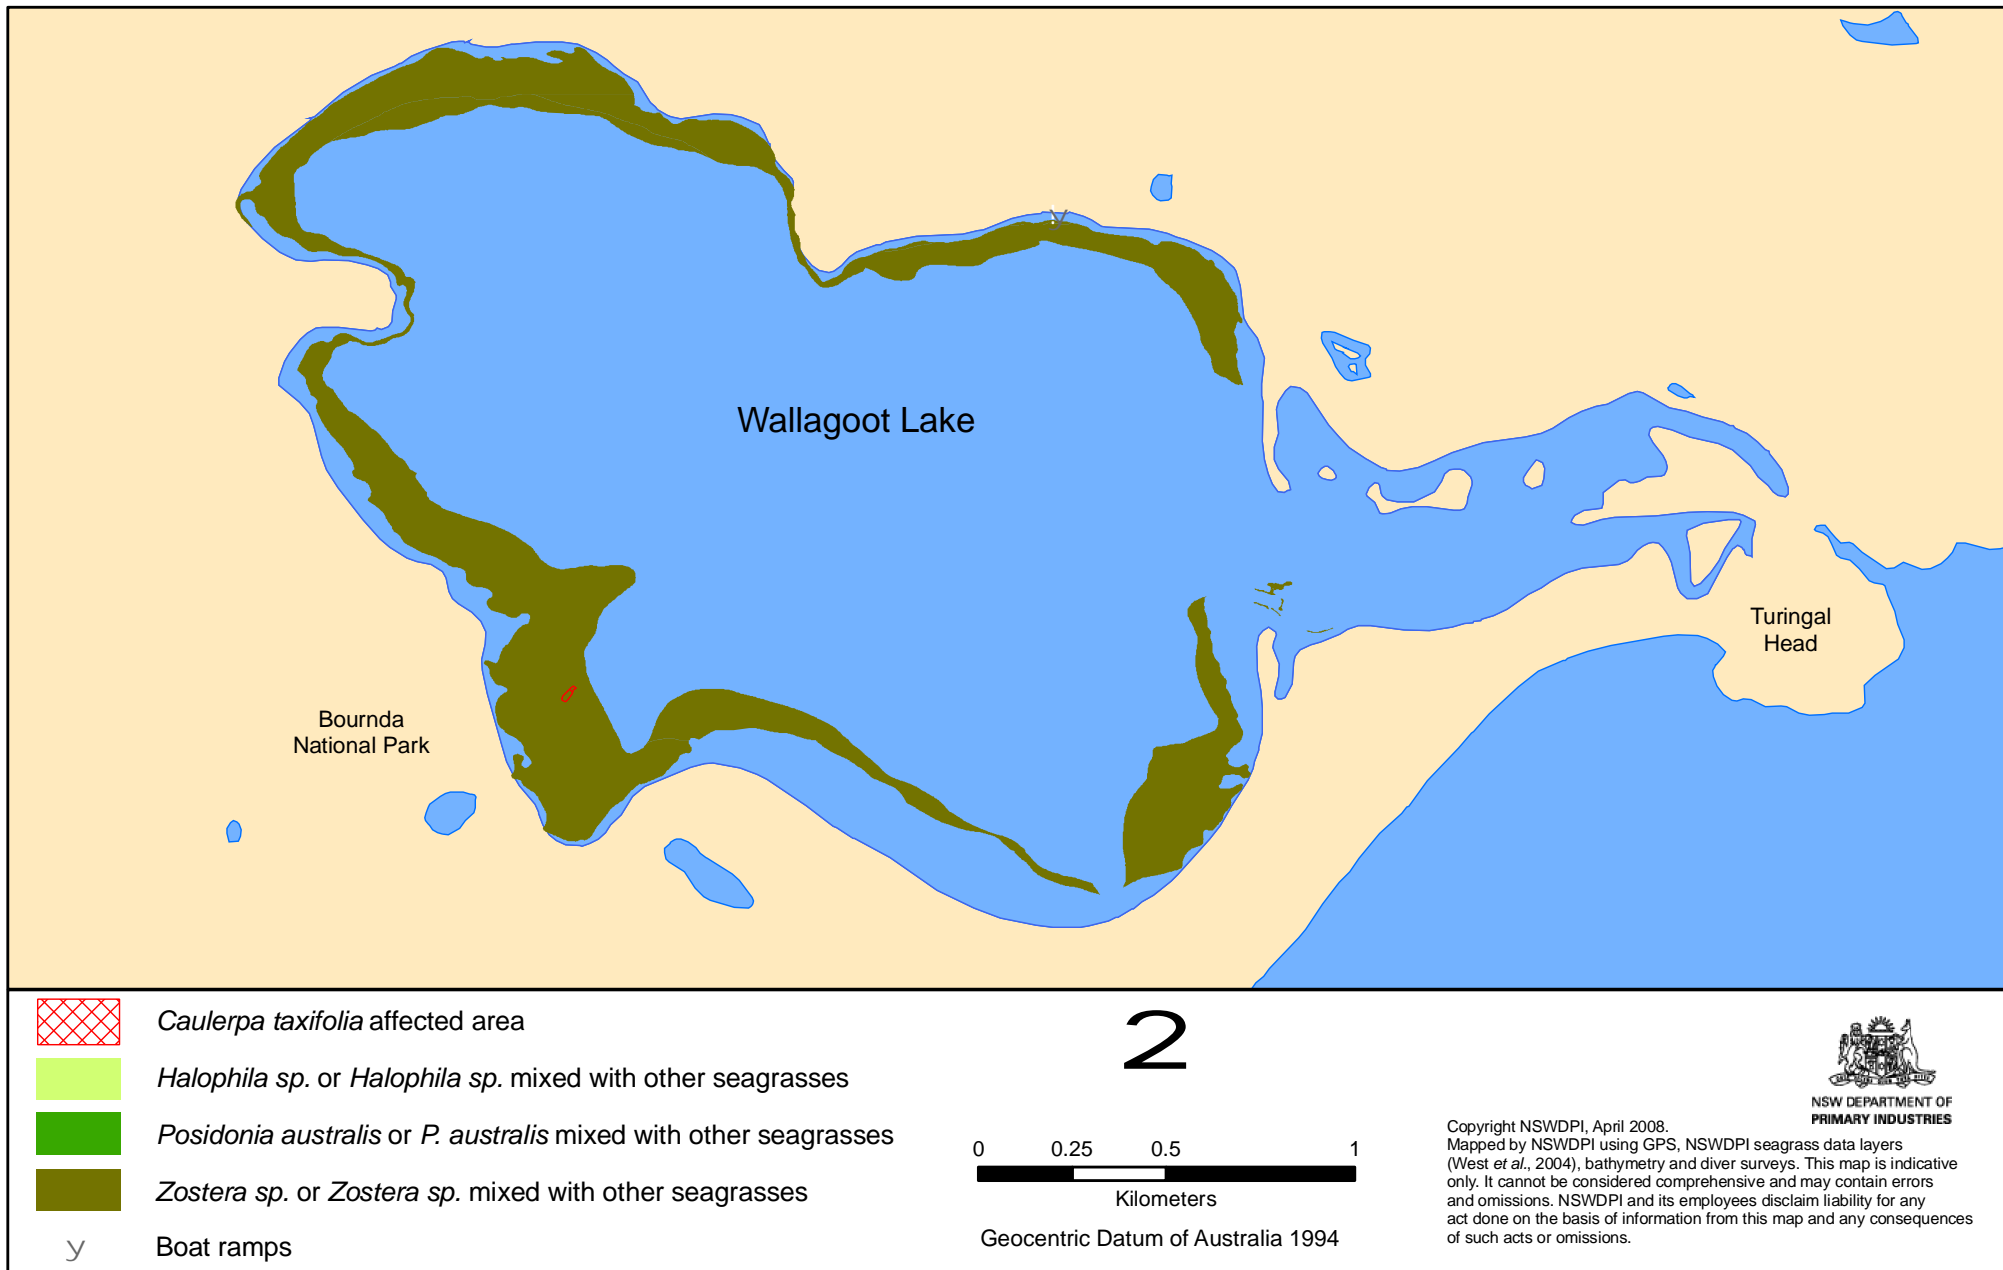 Wallagoot Lake
Turingal
Head
Bournda
National Park
Caulerpa taxifolia affected area
Halophila sp. or Halophila sp. mixed with other seagrasses
Posidonia australis or P. australis mixed with other seagrasses
Zostera sp. or Zostera sp. mixed with other seagrasses
y Boat ramps
2
0 0.25 0.5 1
Kilometers
Geocentric Datum of Australia 1994
NSW DEPARTMENT OF
PRIMARY INDUSTRIES
Copyright NSWDPI, April 2008.
Mapped by NSWDPI using GPS, NSWDPI seagrass data layers
(West et al., 2004), bathymetry and diver surveys. This map is indicative
only. It cannot be considered comprehensive and may contain errors
and omissions. NSWDPI and its employees disclaim liability for any
act done on the basis of information from this map and any consequences
of such acts or omissions.